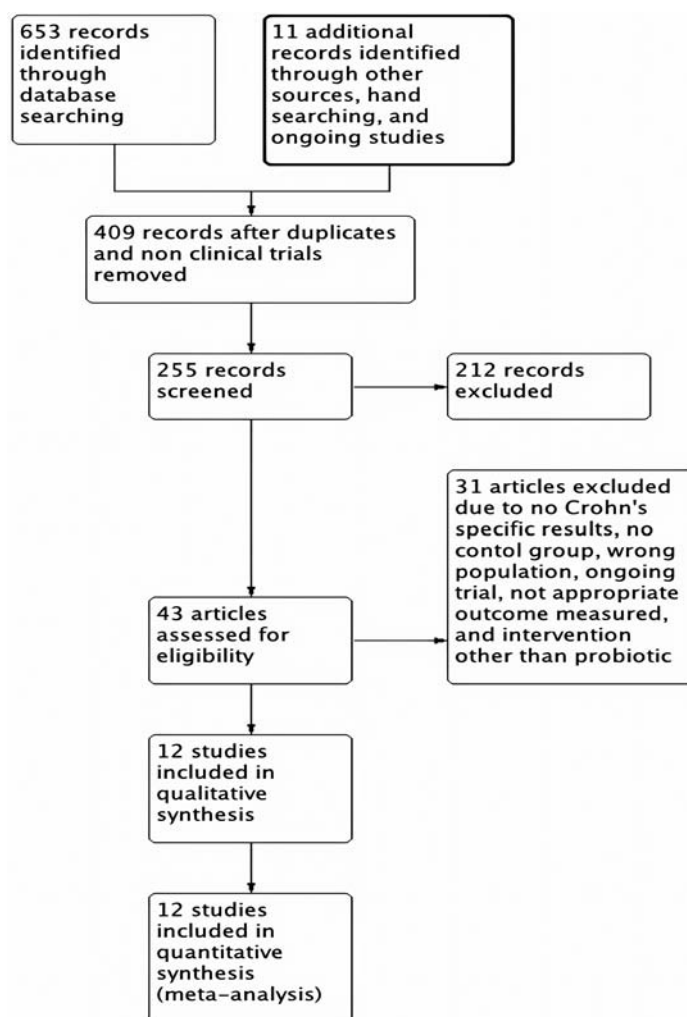 653 records
identified
through
database
searching
11 additional
records identified
through other
sources, hand
searching, and
ongoing studies
409 records after duplicates
and non clinical trials
removed
255 records
screened
212 records
excluded
31 articles excluded
due to no Crohn's
specific results, no
contol group, wrong
population, ongoing
trial, not appropriate
outcome measured,
and intervention
other than probiotic
43 articles
assessed for
eligibility
12 studies
included in
qualitative
synthesis
12 studies
included in
quantitative
synthesis
(meta-analysis)